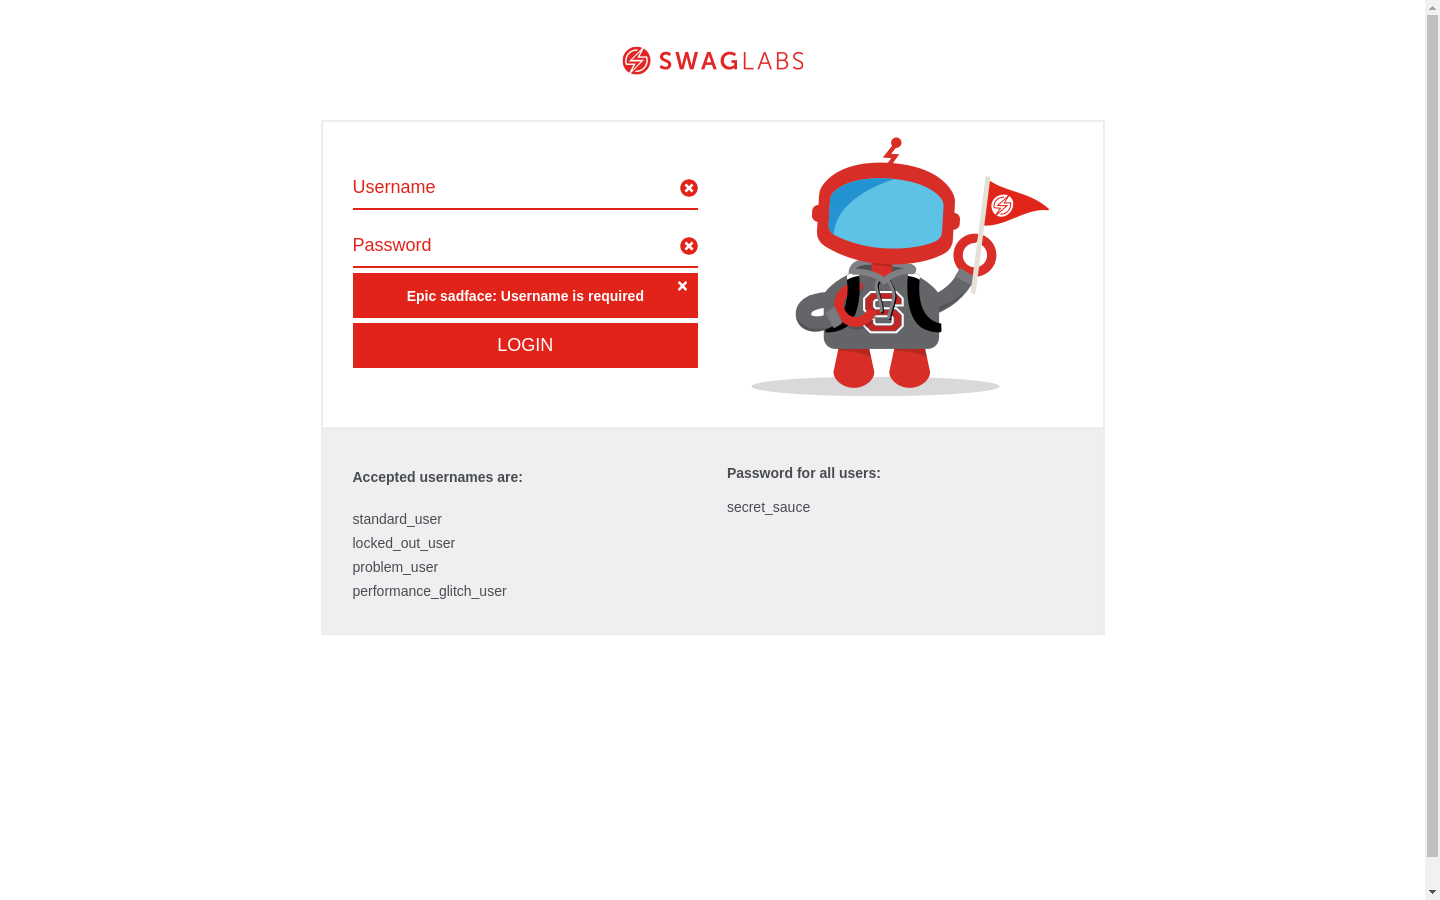 SWAGLABS
Username
Password
Epic sadface: Username is required
LOGIN
Accepted usernames are:
standard_user
locked_out_user
problem_user
performance_glitch_user
Password for all users:
secret_sauce
S